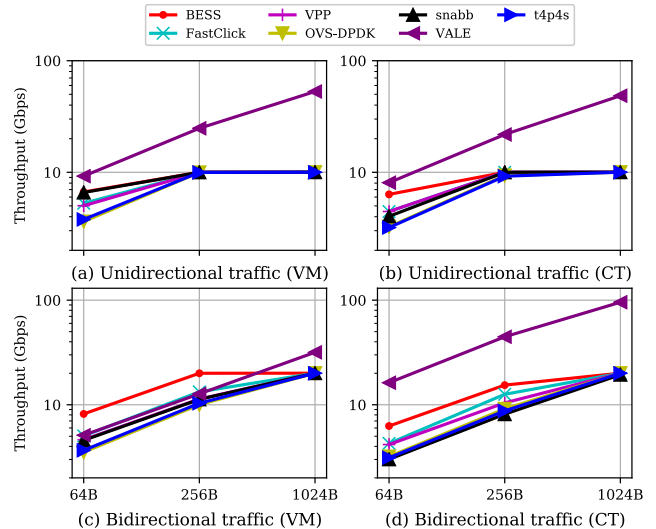 BESS VPP snabb t4p4s
FastClick OVS-DPDK VALE
100
10
Throughput (Gbps)
(a) Unidirectional traffic (VM)
100
10
(b) Unidirectional traffic (CT)
100
10
Throughput (Gbps)
64B 256B 1024B
(c) Bidirectional traffic (VM)
100
10
64B 256B 1024B
(d) Bidirectional traffic (CT)